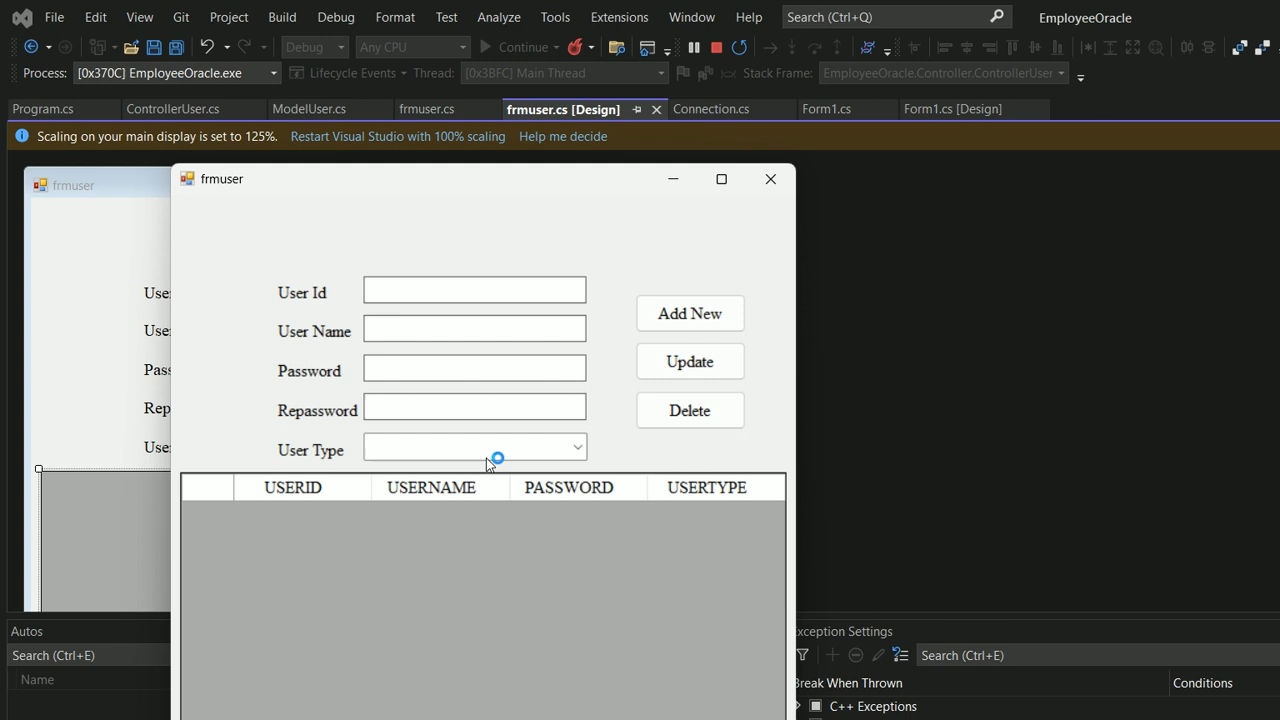 File Edit View Git Project Build Debug Format Test Analyze Tools Extensions Window Help Search (Ctrl+Q) EmployeeOracle
Debug Any CPU Continue
Process: [0x370C] EmployeeOracle.exe Lifecycle Events Thread: [0x3BFC] Main Thread Stack Frame: EmployeeOracle.Controller.ControllerUser
Program.cs ControllerUser.cs ModelUser.cs frmuser.cs frmuser.cs [Design] Connection.cs Form1.cs Form1.cs [Design]
Scaling on your main display is set to 125%. Restart Visual Studio with 100% scaling Help me decide
frmuser
frmuser
User Id
User Name
Password
Repassword
User Type
Add New
Update
Delete
USERID USERNAME PASSWORD USERTYPE
Autos
Search (Ctrl+E)
Name
xception Settings
Search (Ctrl+E)
Break When Thrown Conditions
C++ Exceptions